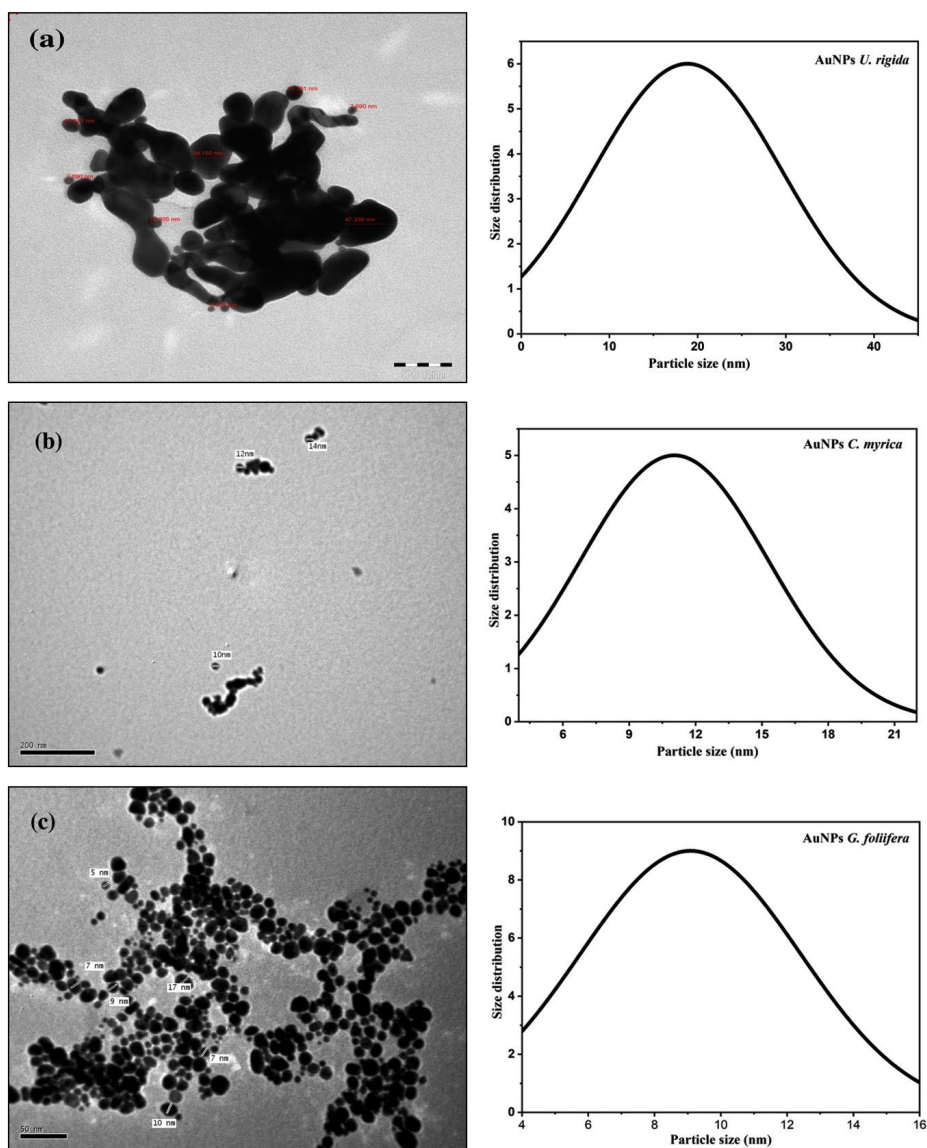 (a)
7.690 nm
47.336 nm
AuNPs U. rigida
Size distribution
6
5
4
3
2
1
0
0 10 20 30 40
Particle size (nm)
(b)
14nm
12nm
10nm
200 nm
AuNPs C. myrica
Size distribution
5
4
3
2
1
0
6 9 12 15 18 21
Particle size (nm)
(c)
5 nm
7 nm
9 nm
17 nm
7 nm
10 nm
50 nm
AuNPs G. foliifera
Size distribution
10
8
6
4
2
0
4 6 8 10 12 14 16
Particle size (nm)